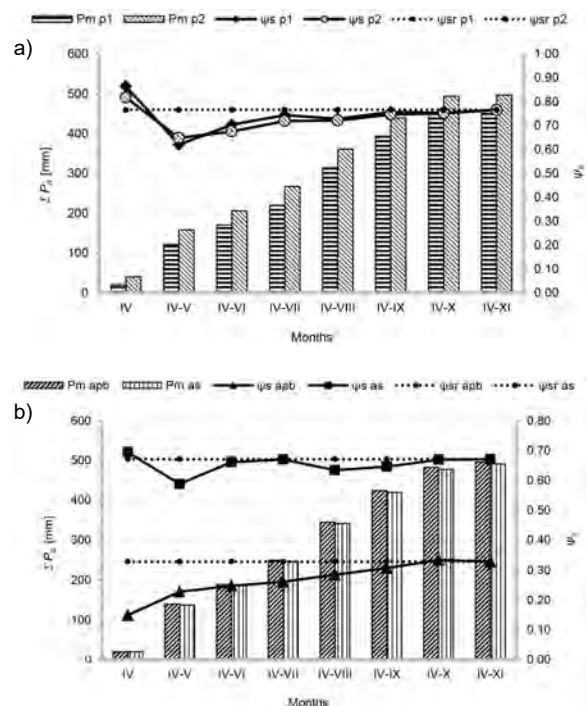 a)
Pm p1 Pm p2 ψs p1 ψs p2 ψsr p1 ψsr p2
600 1.00
0.90
500
0.80
400 0.70
0.60
300 0.50
0.40
200
0.30
100 0.20
0.10
0 0.00
IV IV-V IV-VI IV-VII IV-VIII IV-IX IV-X IV-XI
Σ Pa [mm]
Months
ψs
b)
Pm apb Pm as ψs apb ψs as ψsr apb ψsr as
600 0.80
0.70
500
0.60
400 0.50
300 0.40
0.30
200
0.20
100
0.10
0 0.00
IV IV-V IV-VI IV-VII IV-VIII IV-IX IV-X IV-XI
Σ Pa [mm]
Months
ψs